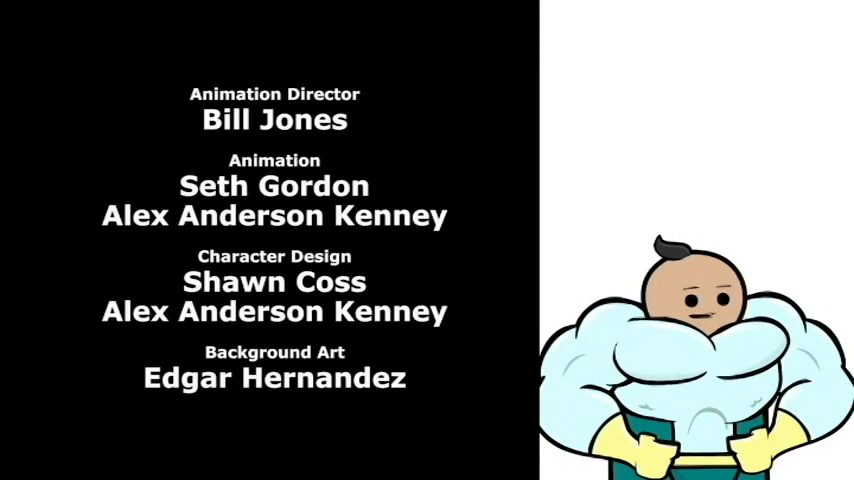 Animation Director
Bill Jones
Animation
Seth Gordon
Alex Anderson Kenney
Character Design
Shawn Coss
Alex Anderson Kenney
Background Art
Edgar Hernandez